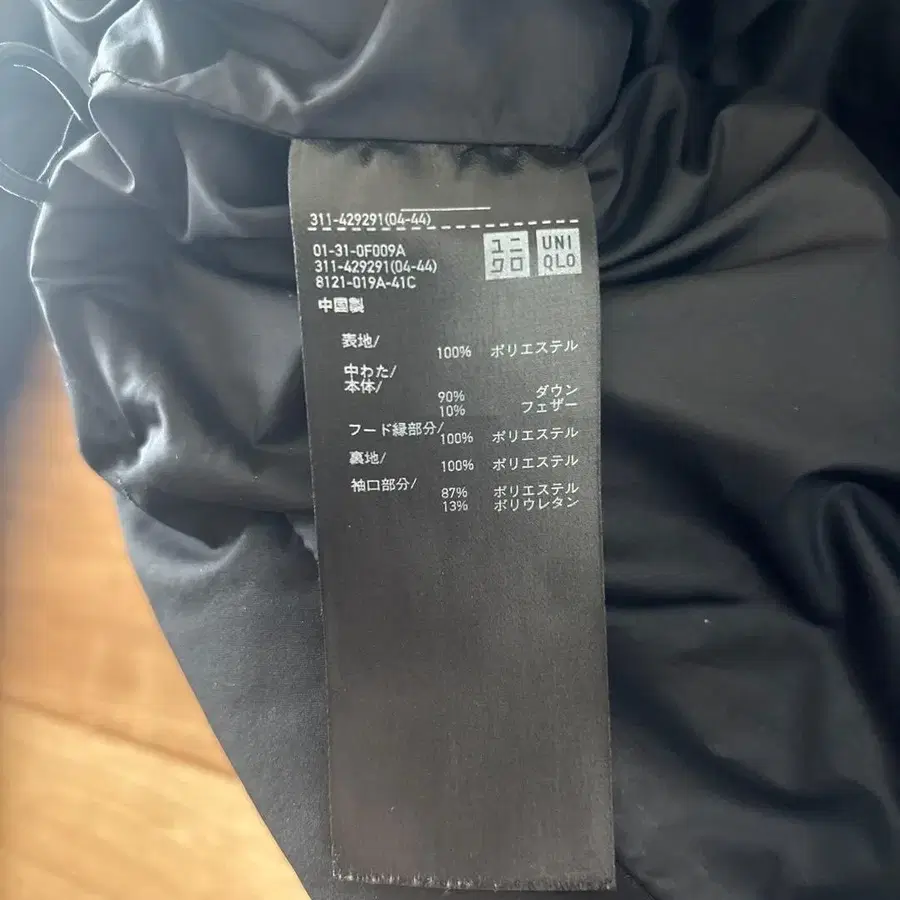 311-429291(04-44)
01-31-0F009A
311-429291(04-44)
8121-019A-41C
ユニ
クロ
UNI
QLO
中国製
表地/
100% ポリエステル
中わた/
本体/
90% ダウン
10% フェザー
フード縁部分/
100% ポリエステル
裏地/
100% ポリエステル
袖口部分/
87% ポリエステル
13% ポリウレタン